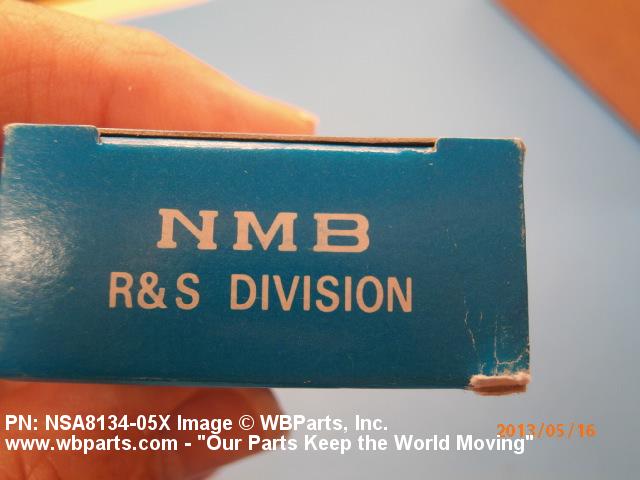 NMB
R&S DIVISION
PN: NSA8134-05X Image © WBParts, Inc.
2013/05/16
www.wbparts.com - "Our Parts Keep the World Moving"